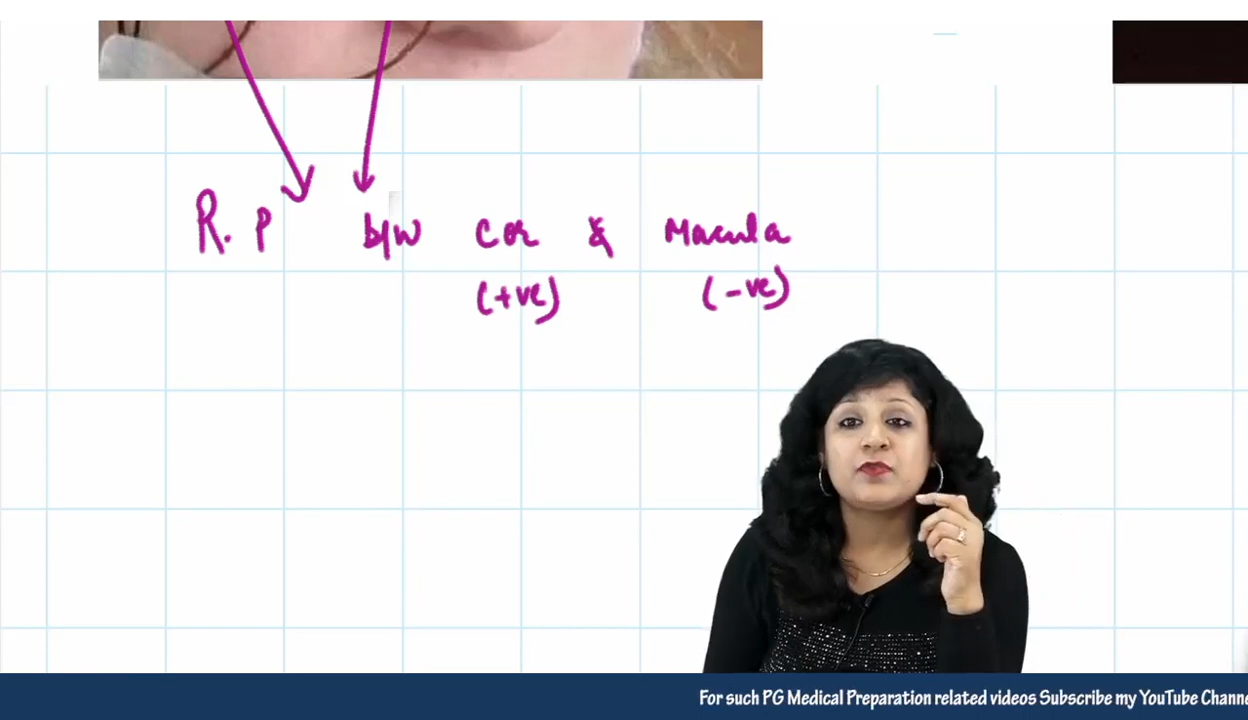 R. P b/w Cor & Macula
(+ve) (-ve)
For such PG Medical Preparation related videos Subscribe my YouTube Channe